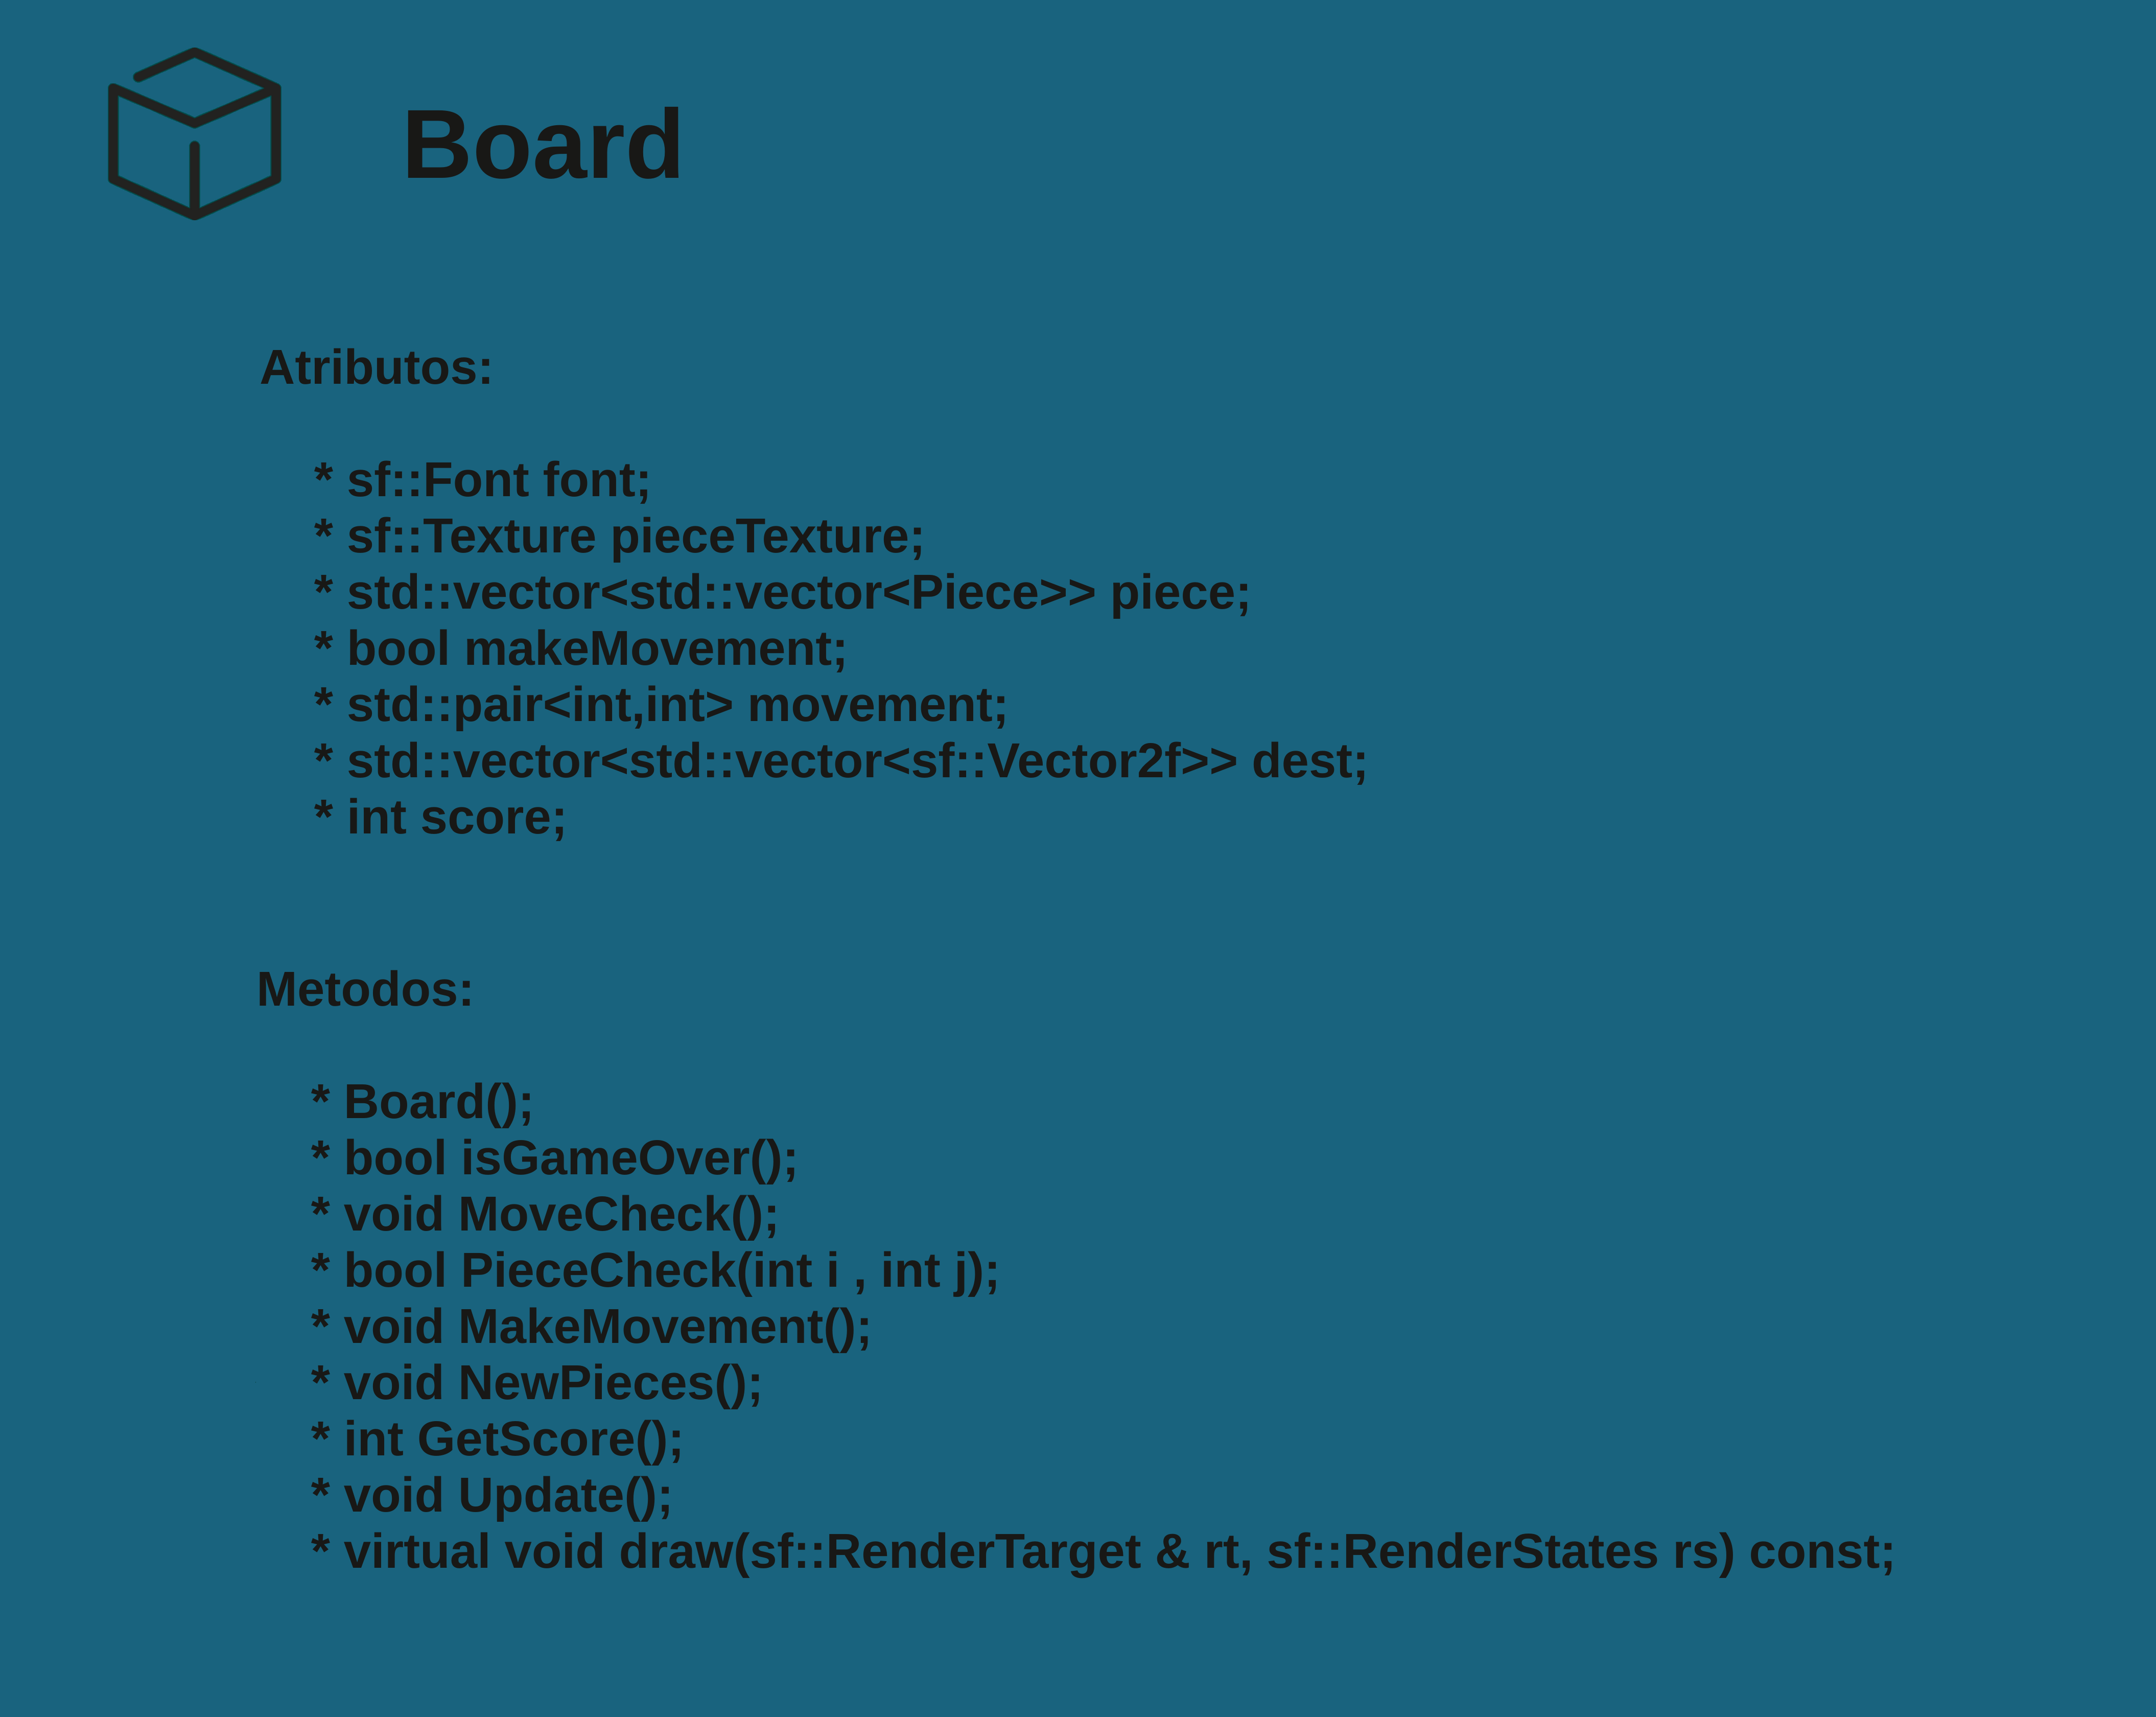 Board
Atributos:
* sf::Font font;
* sf::Texture pieceTexture;
* std::vector<std::vector<Piece>> piece;
* bool makeMovement;
* std::pair<int,int> movement;
* std::vector<std::vector<sf::Vector2f>> dest;
* int score;
Metodos:
* Board();
* bool isGameOver();
* void MoveCheck();
* bool PieceCheck(int i , int j);
* void MakeMovement();
* void NewPieces();
* int GetScore();
* void Update();
* virtual void draw(sf::RenderTarget & rt, sf::RenderStates rs) const;